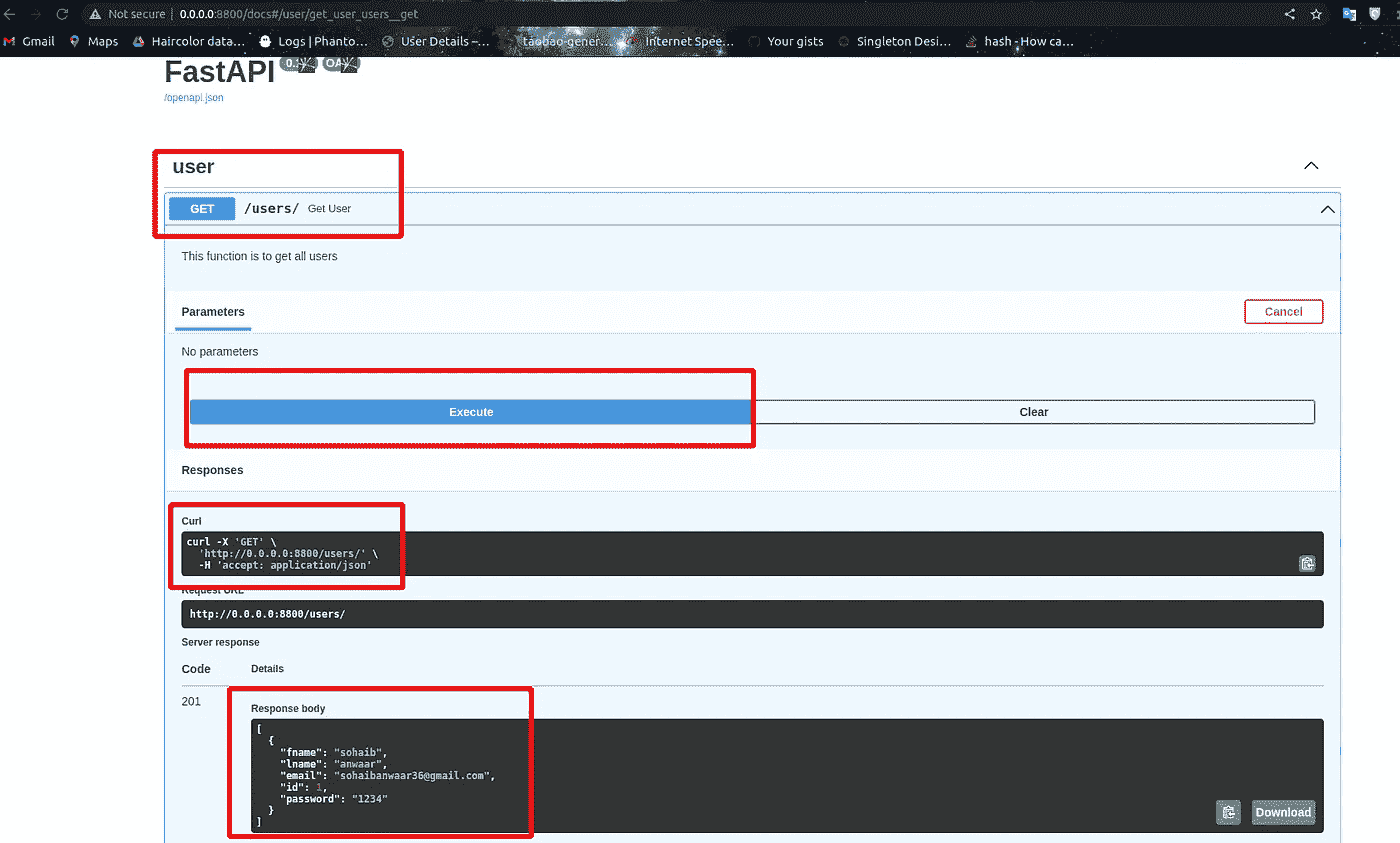 Not secure | 0.0.0.0:8800/docs#/user/get_user_users__get
Gmail Maps Haircolor data... Logs | Phanto... User Details –... taobao-gener... Internet Spee... Your gists Singleton Desi... hash - How ca...
FastAPI
/openapi.json
user
GET /users/ Get User
This function is to get all users
Parameters
Cancel
No parameters
Execute
Clear
Responses
Curl
curl -X 'GET' \
'http://0.0.0.0:8800/users/' \
-H 'accept: application/json'
Request URL
http://0.0.0.0:8800/users/
Server response
Code Details
201
Response body
[
{
"fname": "sohaib",
"lname": "anwaar",
"email": "sohaibanwaar36@gmail.com",
"id": 1,
"password": "1234"
}
]
Download